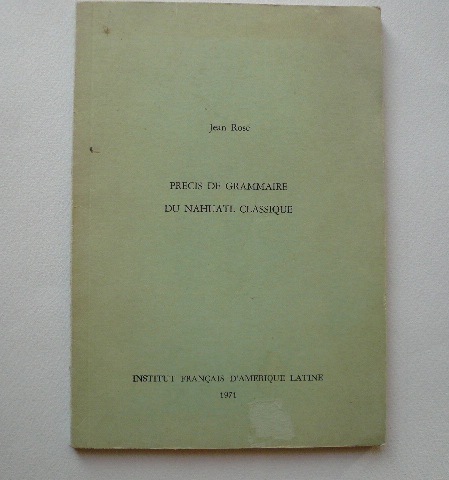 Jean Rose
PRECIS DE GRAMMAIRE
DU NAHUATL CLASSIQUE
INSTITUT FRANÇAIS D'AMERIQUE LATINE
1971